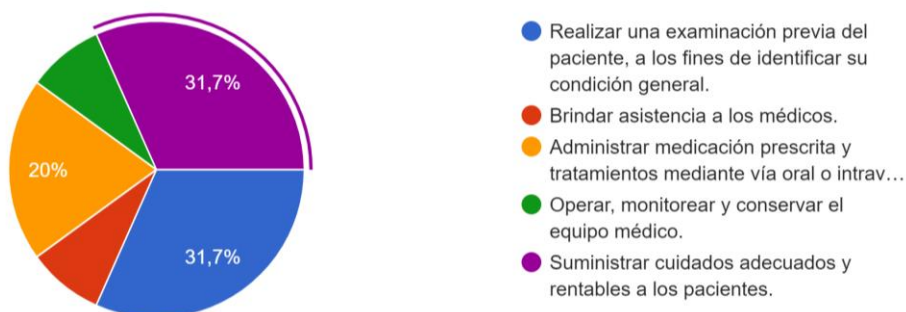 31,7%
20%
31,7%
Realizar una examinación previa del
paciente, a los fines de identificar su
condición general.
Brindar asistencia a los médicos.
Administrar medicación prescrita y
tratamientos mediante vía oral o intrav…
Operar, monitorear y conservar el
equipo médico.
Suministrar cuidados adecuados y
rentables a los pacientes.